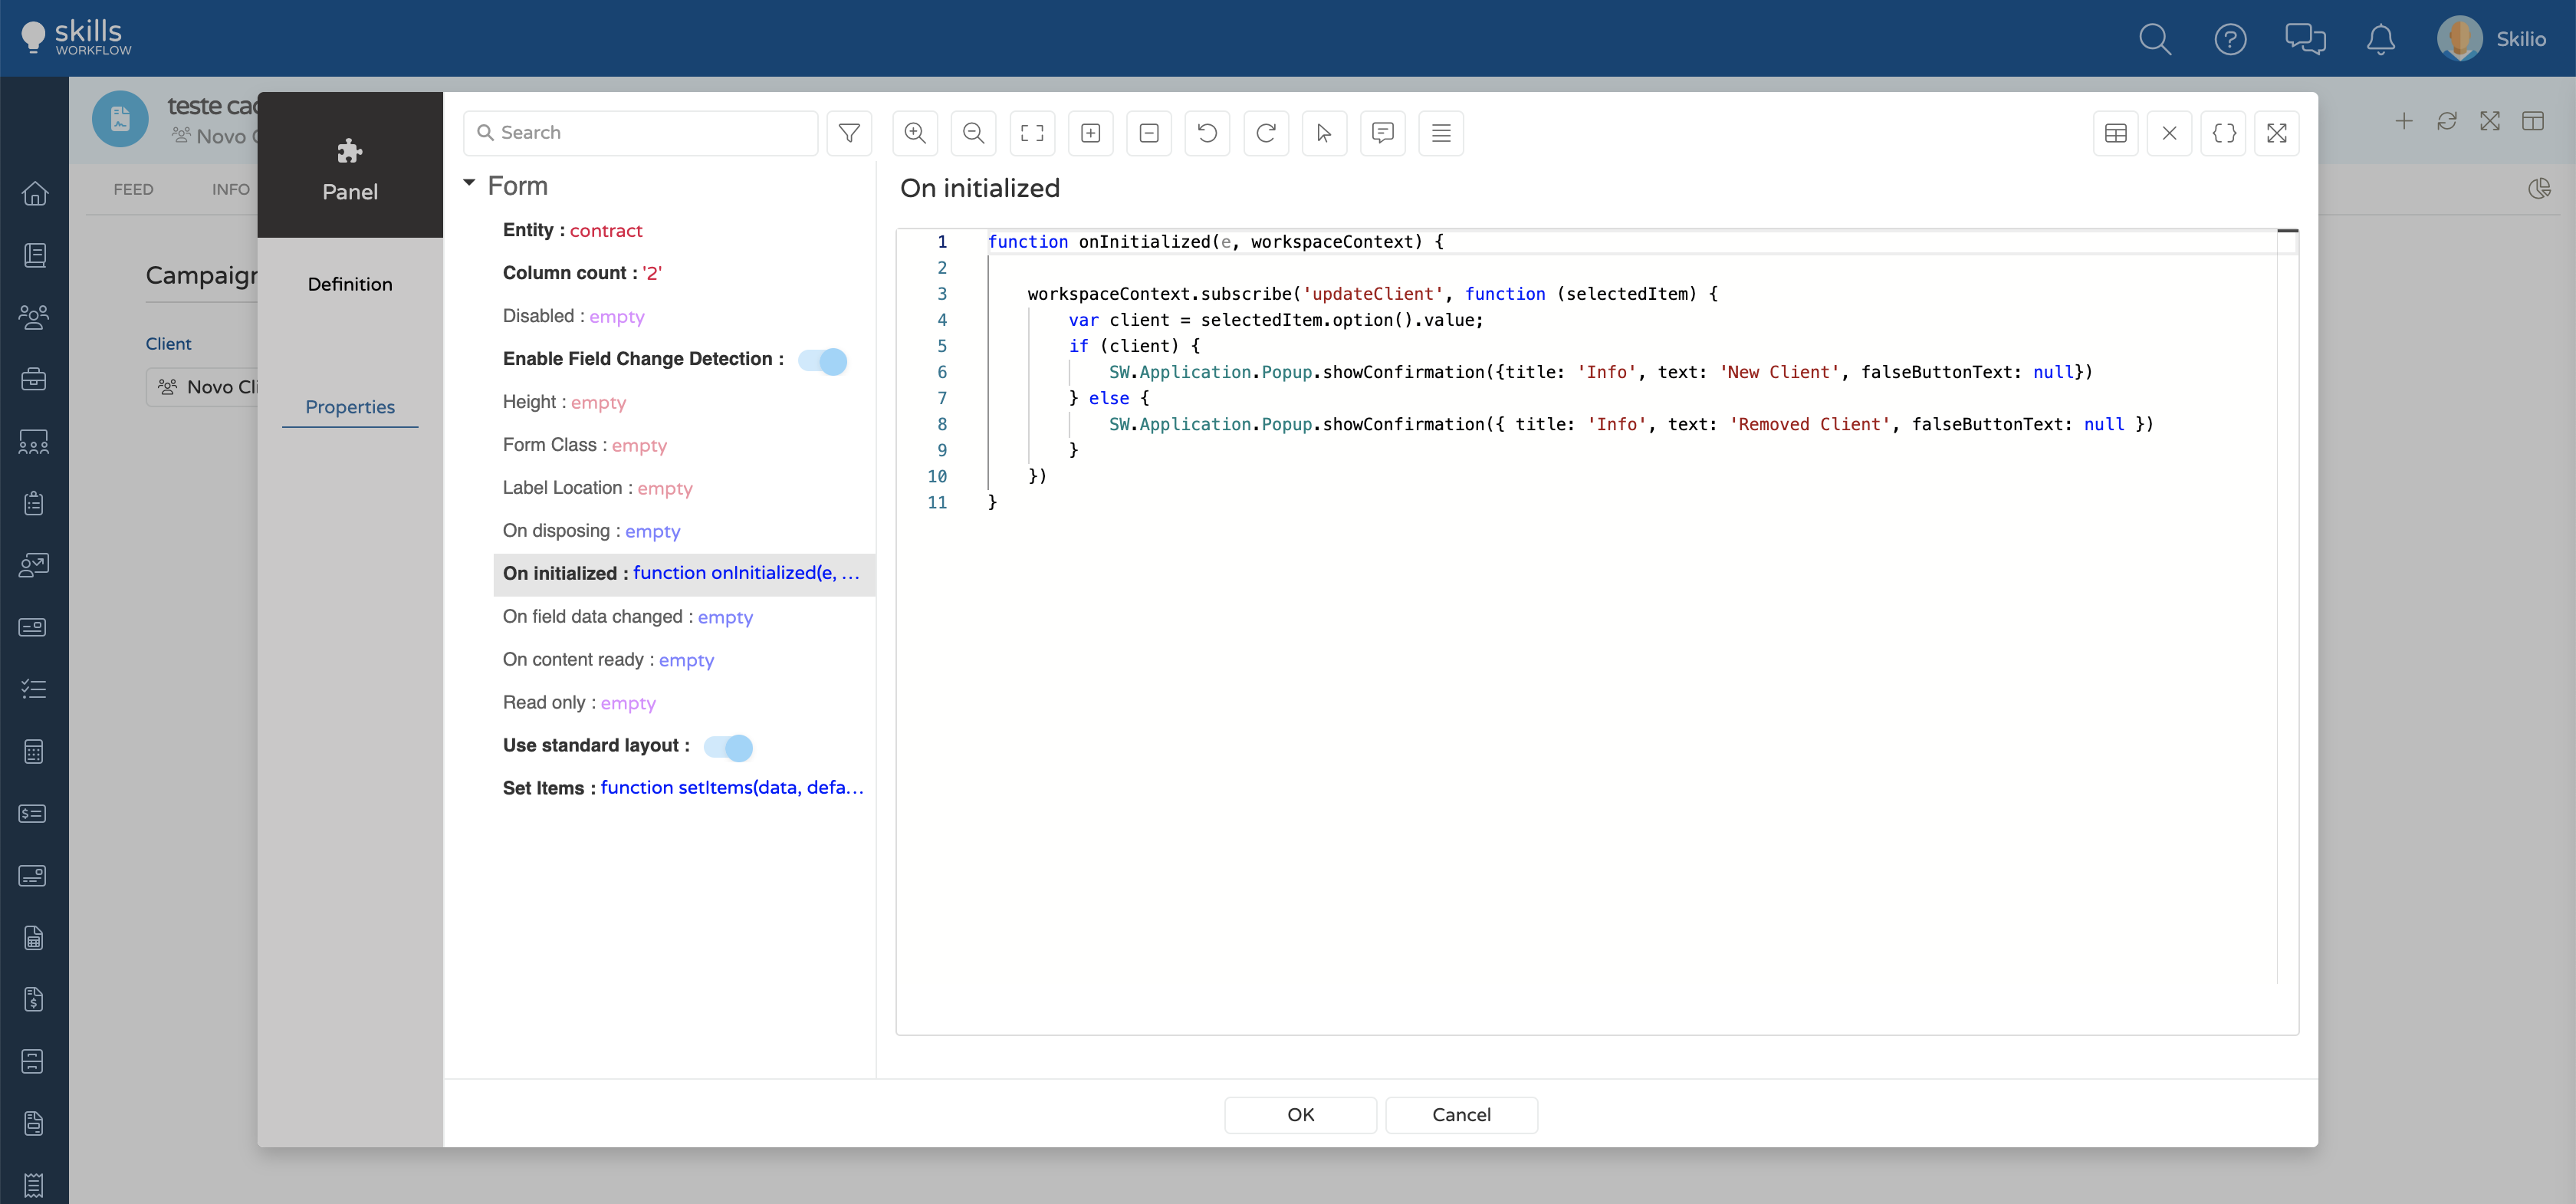 skills
WORKFLOW
Skilio
teste cac
Novo C
FEED
INFO
Campaign
Client
Novo Cli
Panel
Definition
Properties
Search
Form
Entity : contract
Column count : '2'
Disabled : empty
Enable Field Change Detection :
Height : empty
Form Class : empty
Label Location : empty
On disposing : empty
On initialized : function onInitialized(e, ...
On field data changed : empty
On content ready : empty
Read only : empty
Use standard layout :
Set Items : function setItems(data, defa...
On initialized
1 function onInitialized(e, workspaceContext) {
2
3 workspaceContext.subscribe('updateClient', function (selectedItem) {
4 var client = selectedItem.option().value;
5 if (client) {
6 SW.Application.Popup.showConfirmation({title: 'Info', text: 'New Client', falseButtonText: null})
7 } else {
8 SW.Application.Popup.showConfirmation({ title: 'Info', text: 'Removed Client', falseButtonText: null })
9 }
10 })
11 }
OK
Cancel